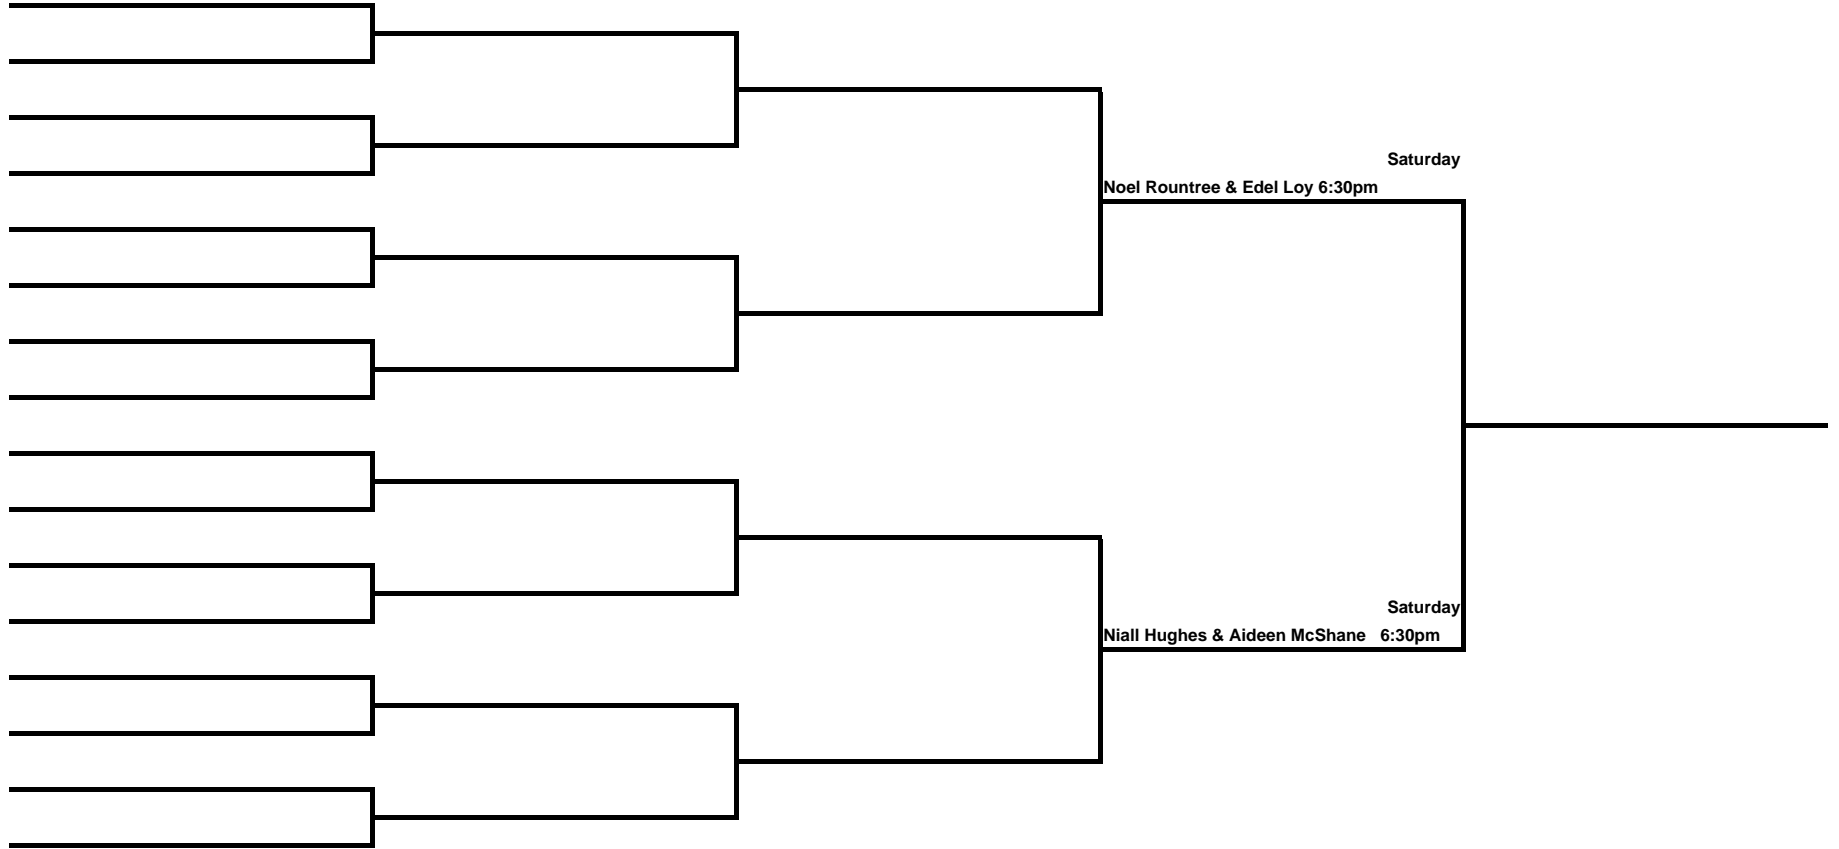 Saturday
Noel Rountree & Edel Loy 6:30pm
Saturday
Niall Hughes & Aideen McShane 6:30pm